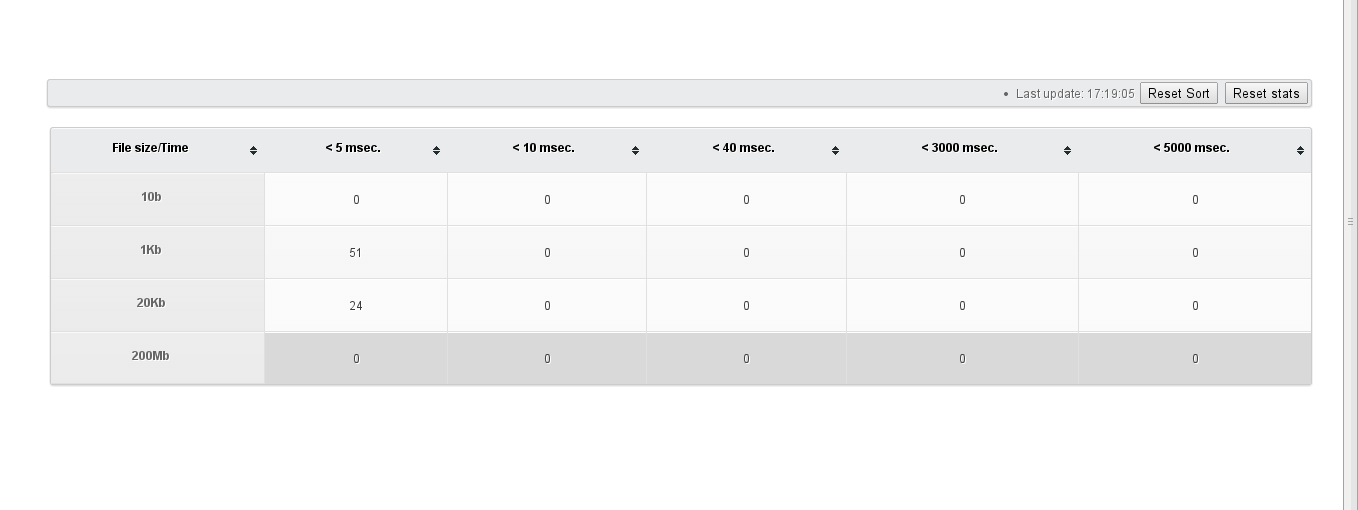 • Last update: 17:19:05 Reset Sort Reset stats
File size/Time < 5 msec. < 10 msec. < 40 msec. < 3000 msec. < 5000 msec.
10b 0 0 0 0 0
1Kb 51 0 0 0 0
20Kb 24 0 0 0 0
200Mb 0 0 0 0 0